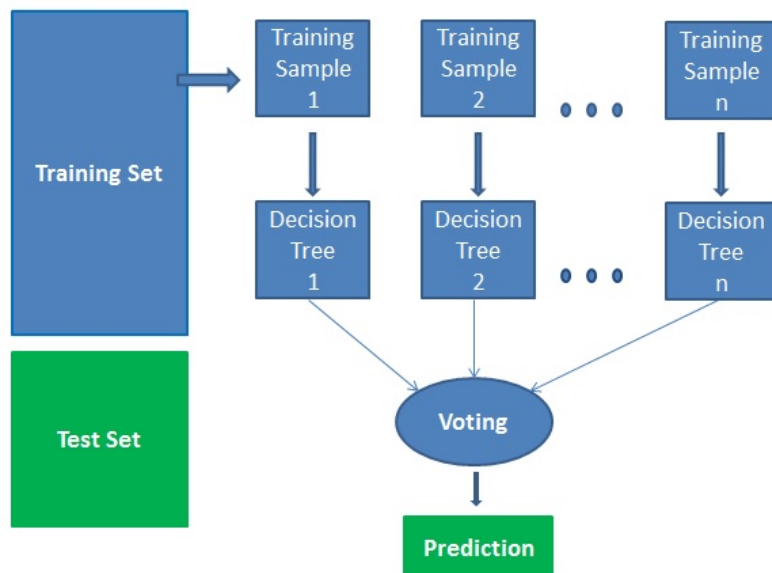 Training Set
Training
Sample
1
Training
Sample
2
Training
Sample
n
Decision
Tree
1
Decision
Tree
2
Decision
Tree
n
Test Set
Voting
Prediction